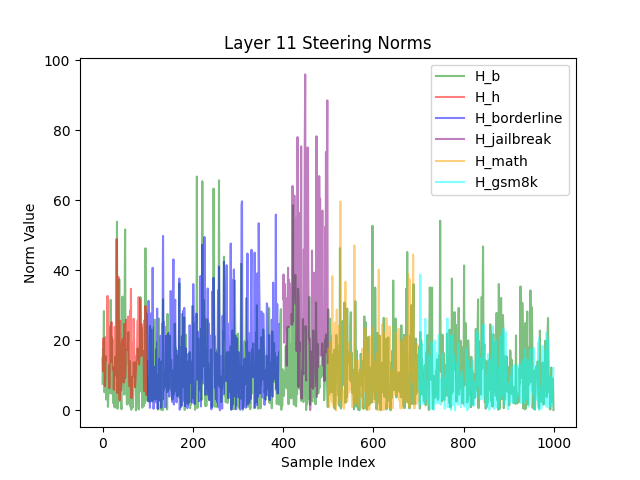 Layer 11 Steering Norms
Norm Value
100
80
60
40
20
0
H_b
H_h
H_borderline
H_jailbreak
H_math
H_gsm8k
0
200
400
600
800
1000
Sample Index